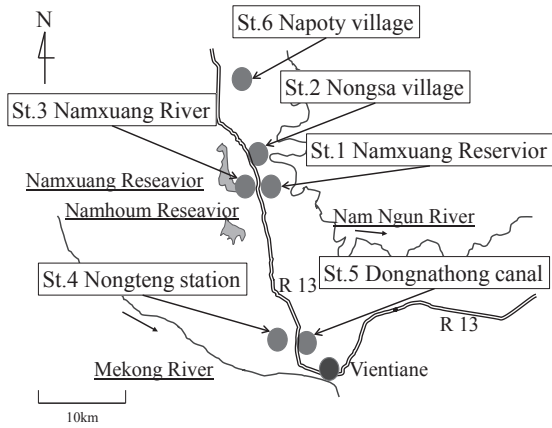 N
St.6 Napoty village
St.2 Nongsa village
St.3 Namxuang River
St.1 Namxuang Reservior
Namxuang Reseavior
Namhoum Reseavior
Nam Ngun River
St.4 Nongteng station
St.5 Dongnathong canal
R 13
R 13
Mekong River
Vientiane
10km